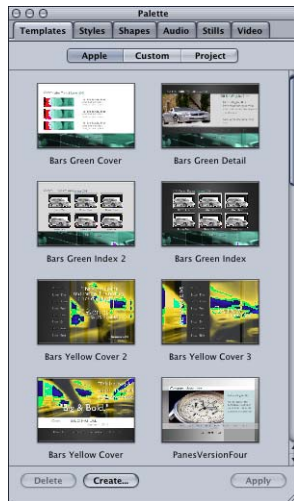 Palette
Templates Styles Shapes Audio Stills Video
Apple Custom Project
Bars Green Cover Bars Green Detail
Bars Green Index 2 Bars Green Index
Bars Yellow Cover 2 Bars Yellow Cover 3
Big & Bold
Bars Yellow Cover PanesVersionFour
Delete Create... Apply